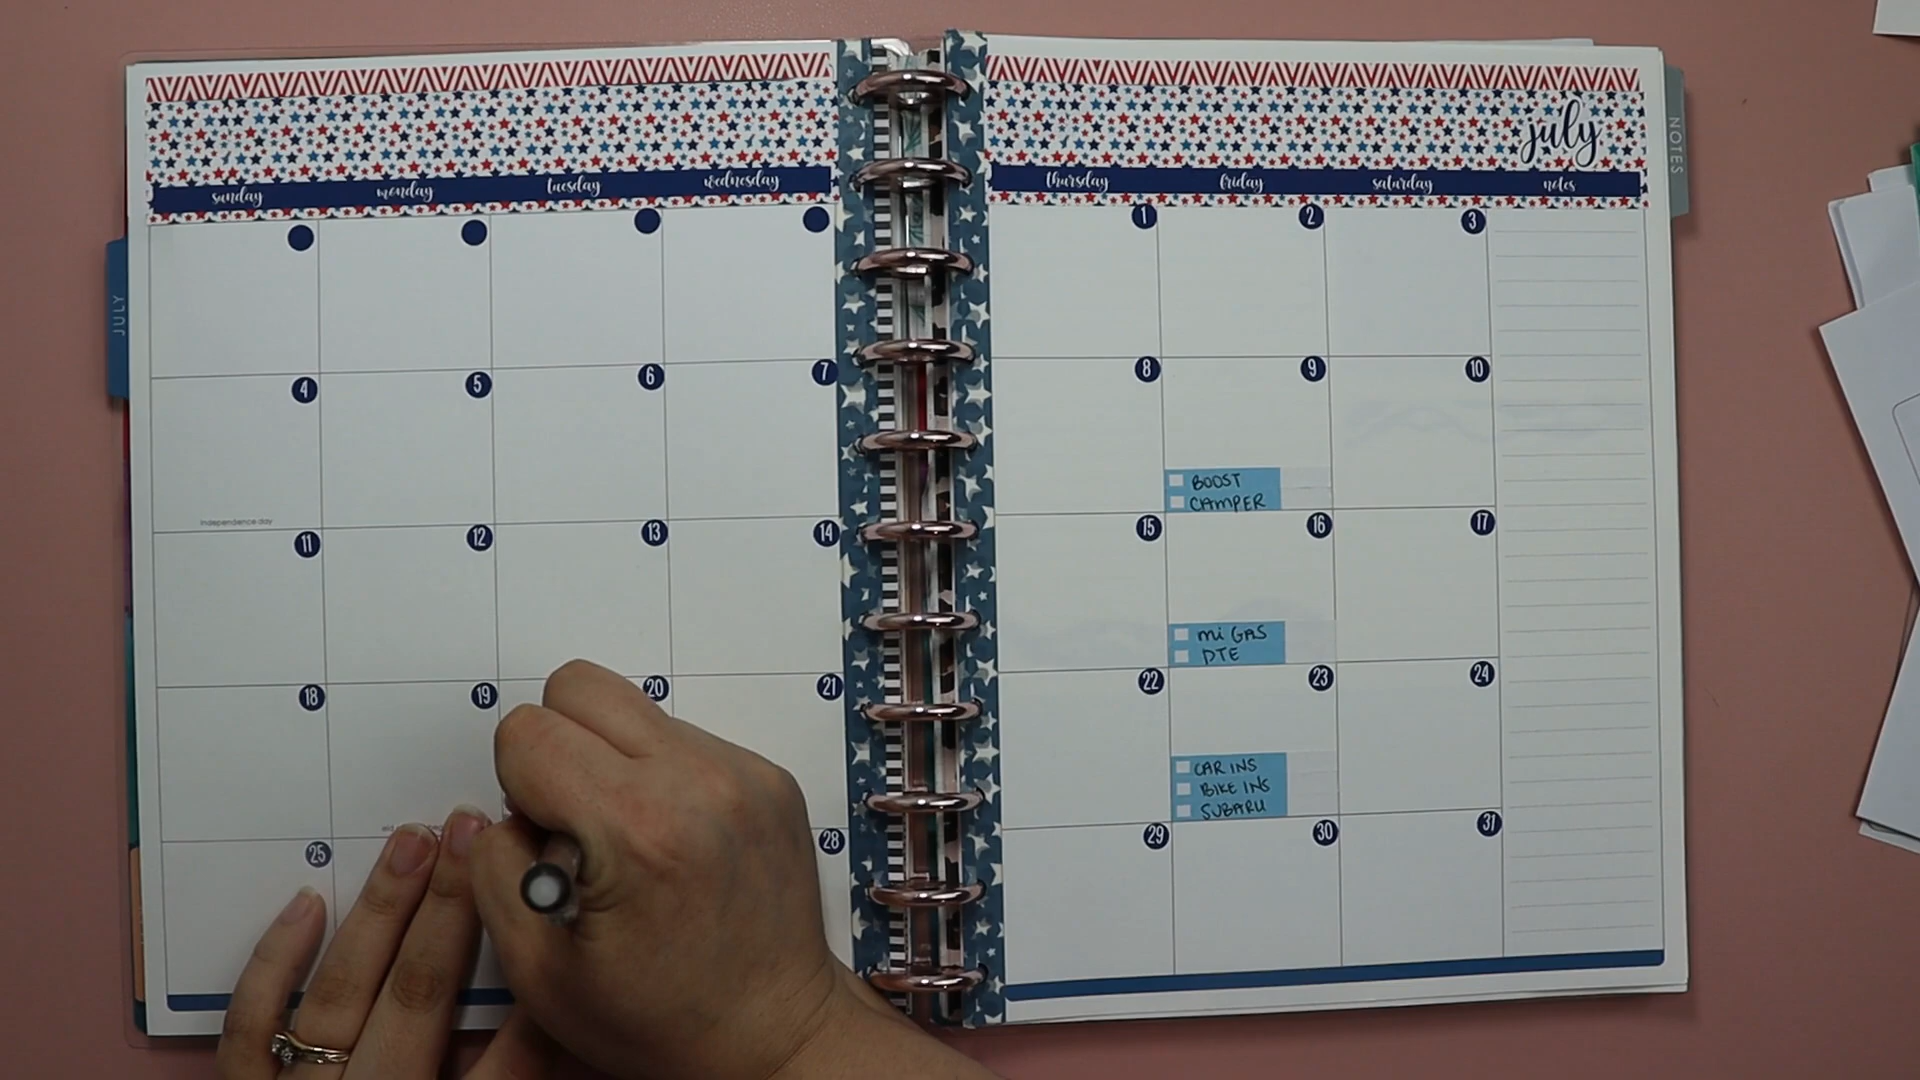 july
sunday monday tuesday wednesday thursday friday saturday notes
NOTES
JULY
1 2 3
4 5 6 7 8 9 10
independence day
BOOST
CAMPER
11 12 13 14 15 16 17
mi GAS
DTE
18 19 20 21 22 23 24
CAR INS
BIKE INS
SUBARU
25 28 29 30 31